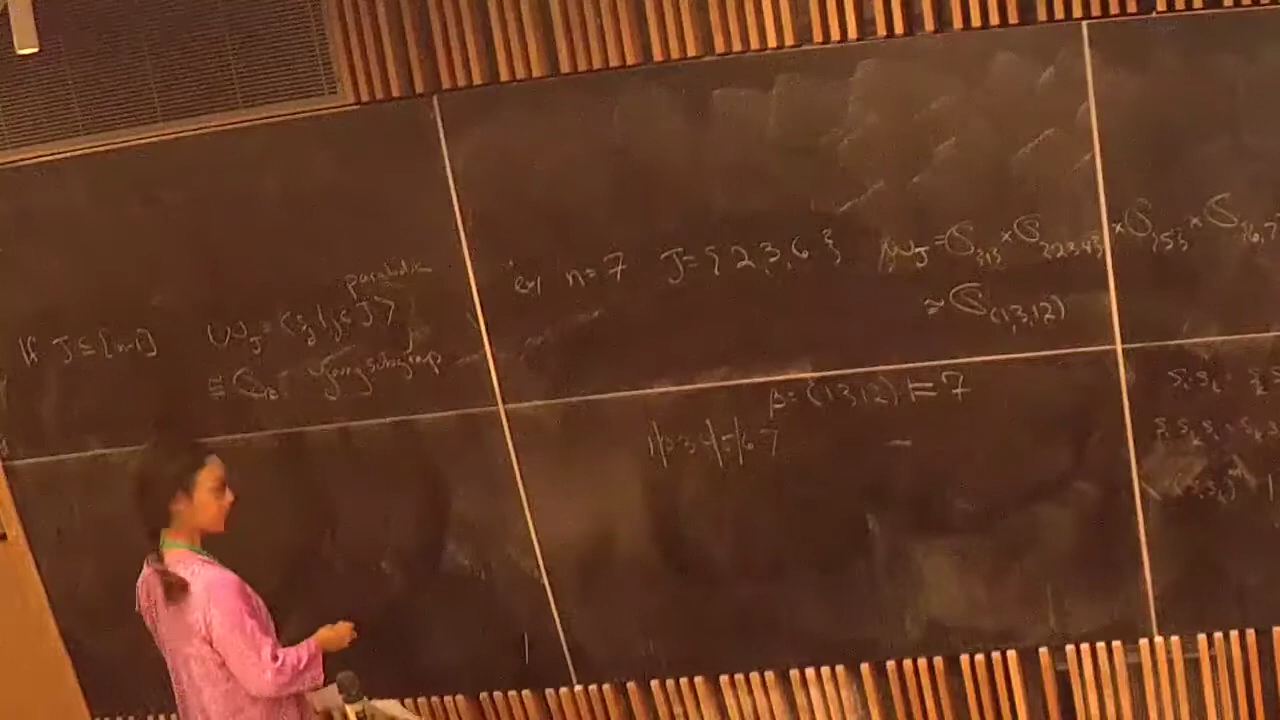 If J ⊆ [n-1]
parabolic
W_J = <s_j | j ∈ J>
≅ 𝔖_β Young subgroup
ex/ n=7 J={2,3,6} W_J = 𝔖_{1} × 𝔖_{2,3,4} × 𝔖_{5} × 𝔖_{6,7
≅ 𝔖_(1,3,1,2)
β = (1,3,1,2) ⊨ 7
1|2 3 4|5|6 7